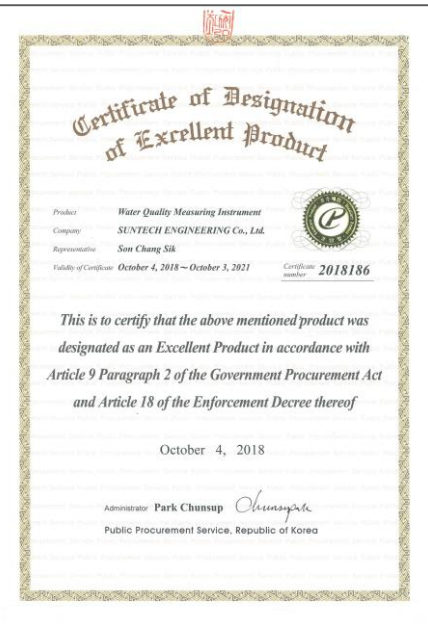 Certificate of Designation
of Excellent Product
Product Water Quality Measuring Instrument
Company SUNTECH ENGINEERING Co., Ltd.
Representative Son Chang Sik
Validity of Certificate October 4, 2018 ~ October 3, 2021
Certificate number 2018186
This is to certify that the above mentioned product was
designated as an Excellent Product in accordance with
Article 9 Paragraph 2 of the Government Procurement Act
and Article 18 of the Enforcement Decree thereof
October 4, 2018
Administrator Park Chunsup
Public Procurement Service, Republic of Korea